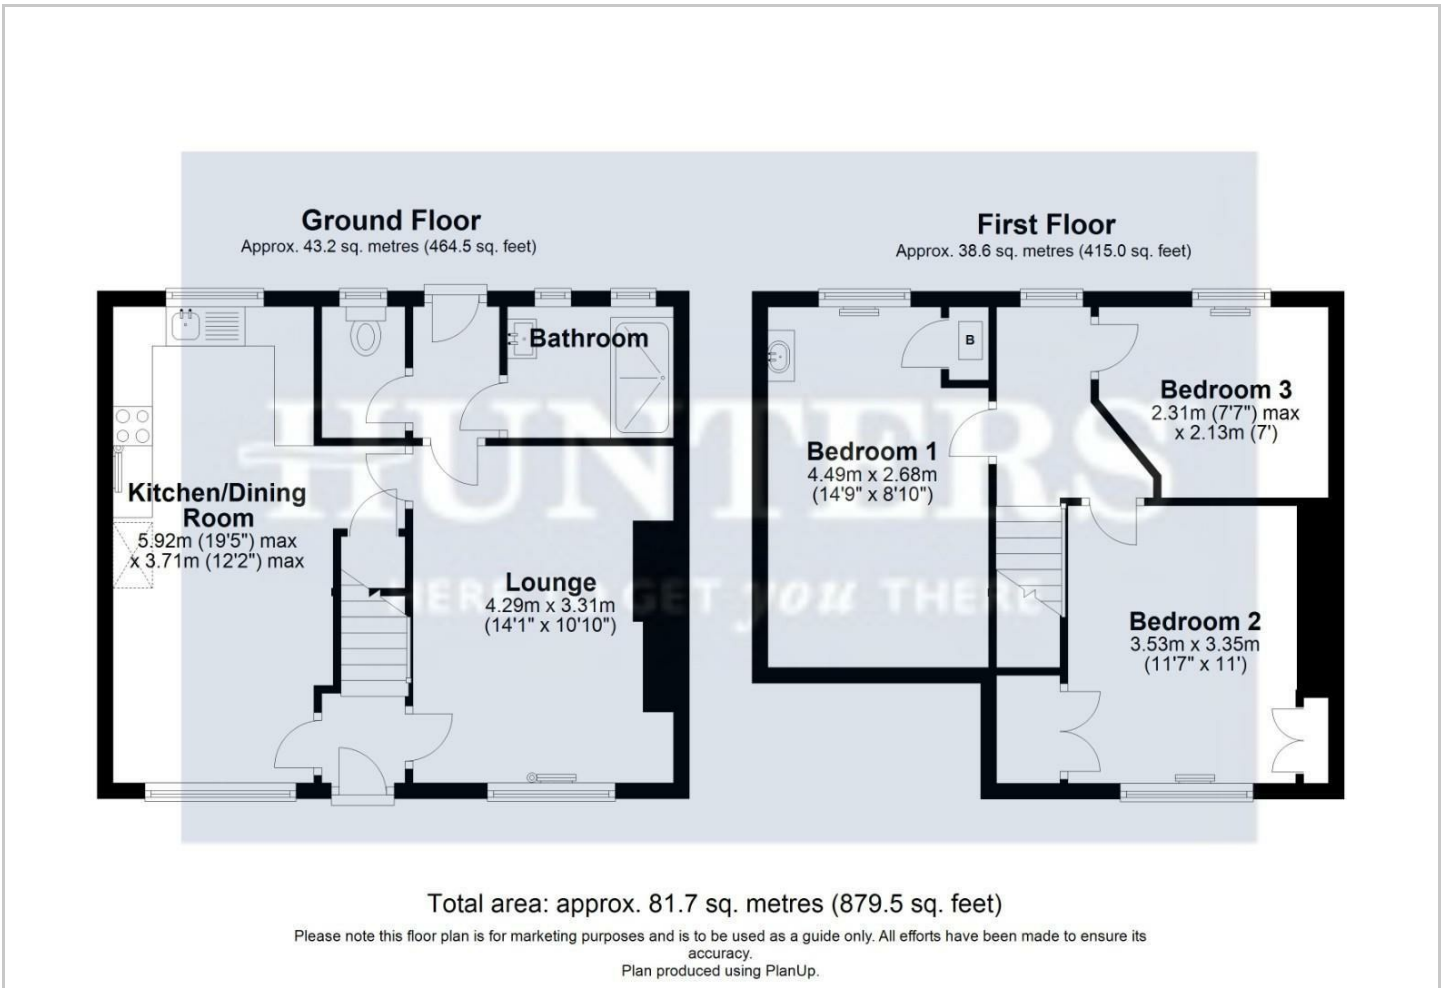 Ground Floor
Approx. 43.2 sq. metres (464.5 sq. feet)
First Floor
Approx. 38.6 sq. metres (415.0 sq. feet)
Bathroom
Kitchen/Dining
Room
5.92m (19'5") max
x 3.71m (12'2") max
Lounge
4.29m x 3.31m
(14'1" x 10'10")
B
Bedroom 1
4.49m x 2.68m
(14'9" x 8'10")
Bedroom 3
2.31m (7'7") max
x 2.13m (7')
Bedroom 2
3.53m x 3.35m
(11'7" x 11')
HUNTERS
HERE TO GET you THERE
Total area: approx. 81.7 sq. metres (879.5 sq. feet)
Please note this floor plan is for marketing purposes and is to be used as a guide only. All efforts have been made to ensure its
accuracy.
Plan produced using PlanUp.